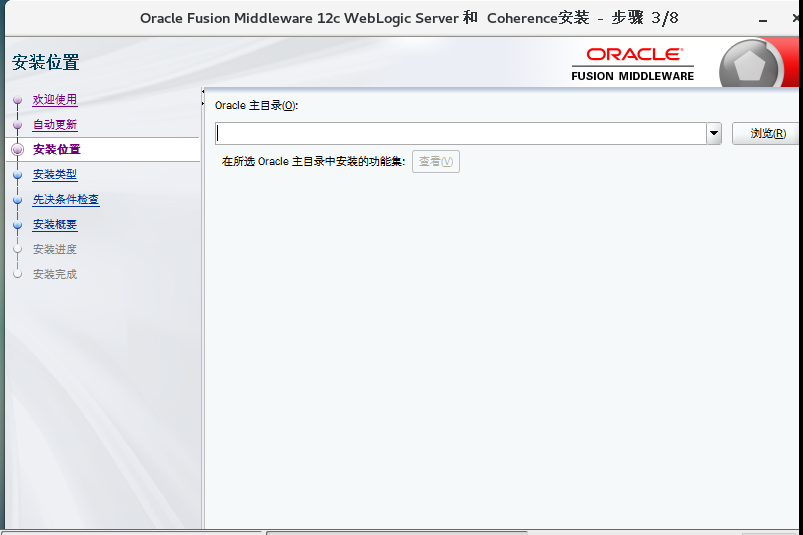 Oracle Fusion Middleware 12c WebLogic Server 和 Coherence安装 - 步骤 3/8
安装位置
ORACLE
FUSION MIDDLEWARE
欢迎使用
自动更新
安装位置
安装类型
先决条件检查
安装概要
安装进度
安装完成
Oracle 主目录(O):
浏览(R)
在所选 Oracle 主目录中安装的功能集: 查看(V)